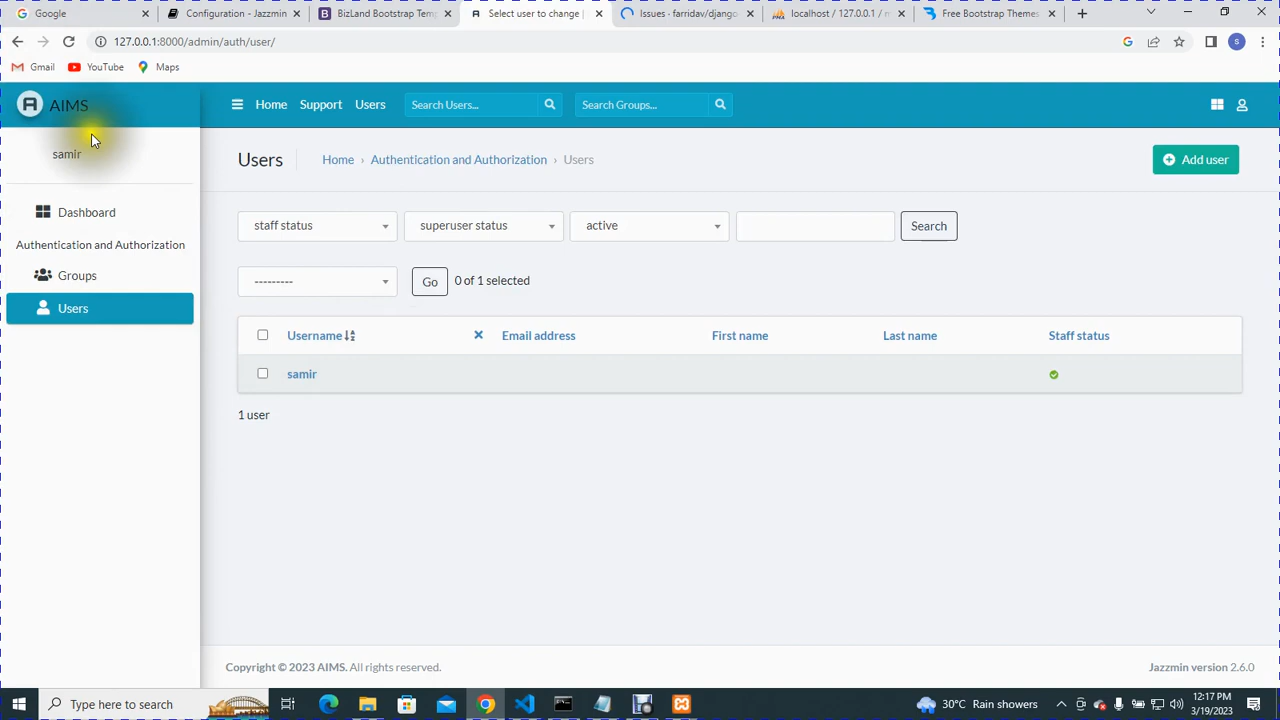 Google
Configuration - Jazzmin
BizLand Bootstrap Temp
Select user to change |
Issues - farridav/django
localhost / 127.0.0.1 / m
Free Bootstrap Themes
127.0.0.1:8000/admin/auth/user/
S
Gmail
YouTube
Maps
AIMS
Home
Support
Users
Search Users...
Search Groups...
samir
Users
Home › Authentication and Authorization › Users
Add user
Dashboard
Authentication and Authorization
Groups
Users
staff status
superuser status
active
Search
---------
Go
0 of 1 selected
Username
Email address
First name
Last name
Staff status
samir
1 user
Copyright © 2023 AIMS. All rights reserved.
Jazzmin version 2.6.0
Type here to search
30°C Rain showers
12:17 PM
3/19/2023